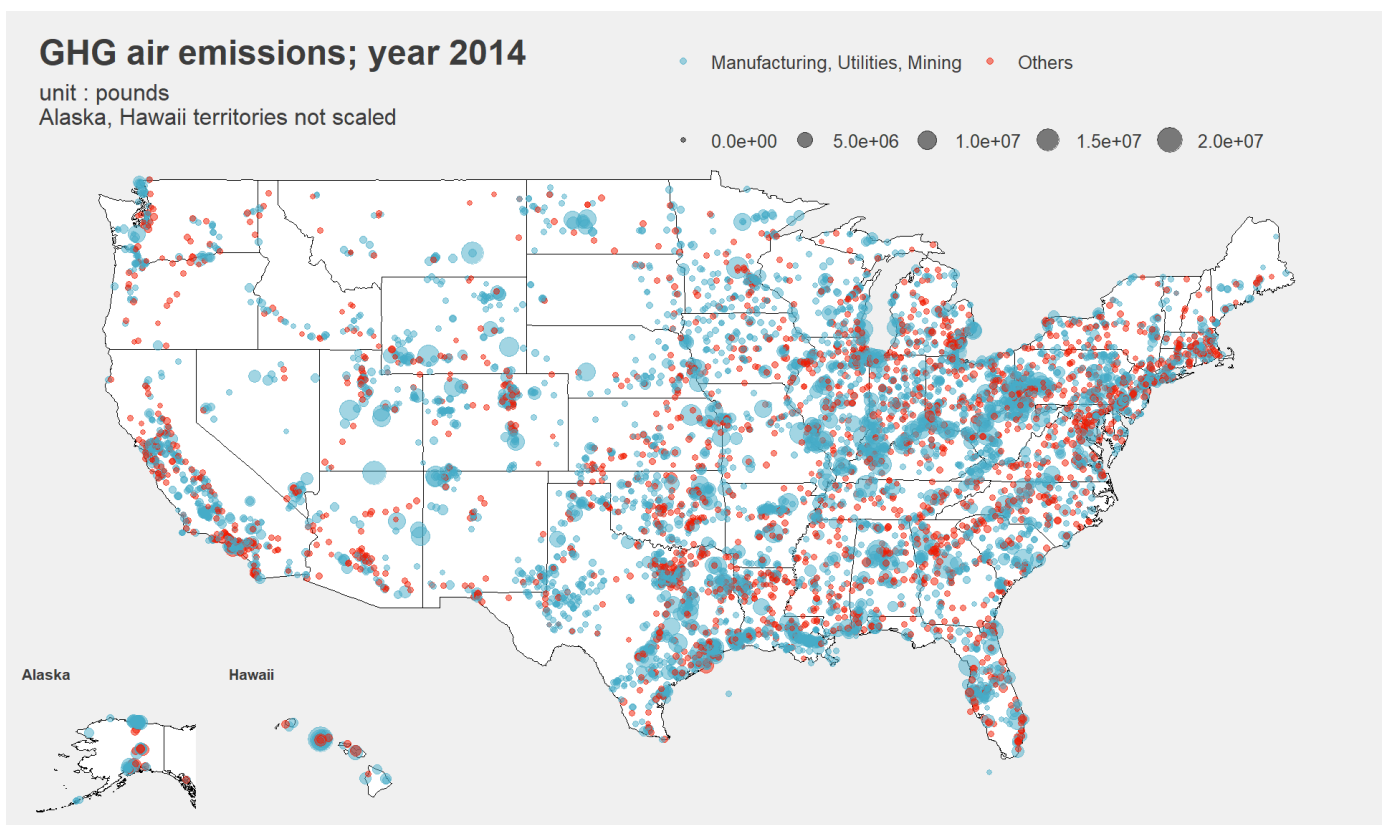 GHG air emissions; year 2014
unit : pounds
Alaska, Hawaii territories not scaled
Manufacturing, Utilities, Mining Others
0.0e+00 5.0e+06 1.0e+07 1.5e+07 2.0e+07
Alaska Hawaii